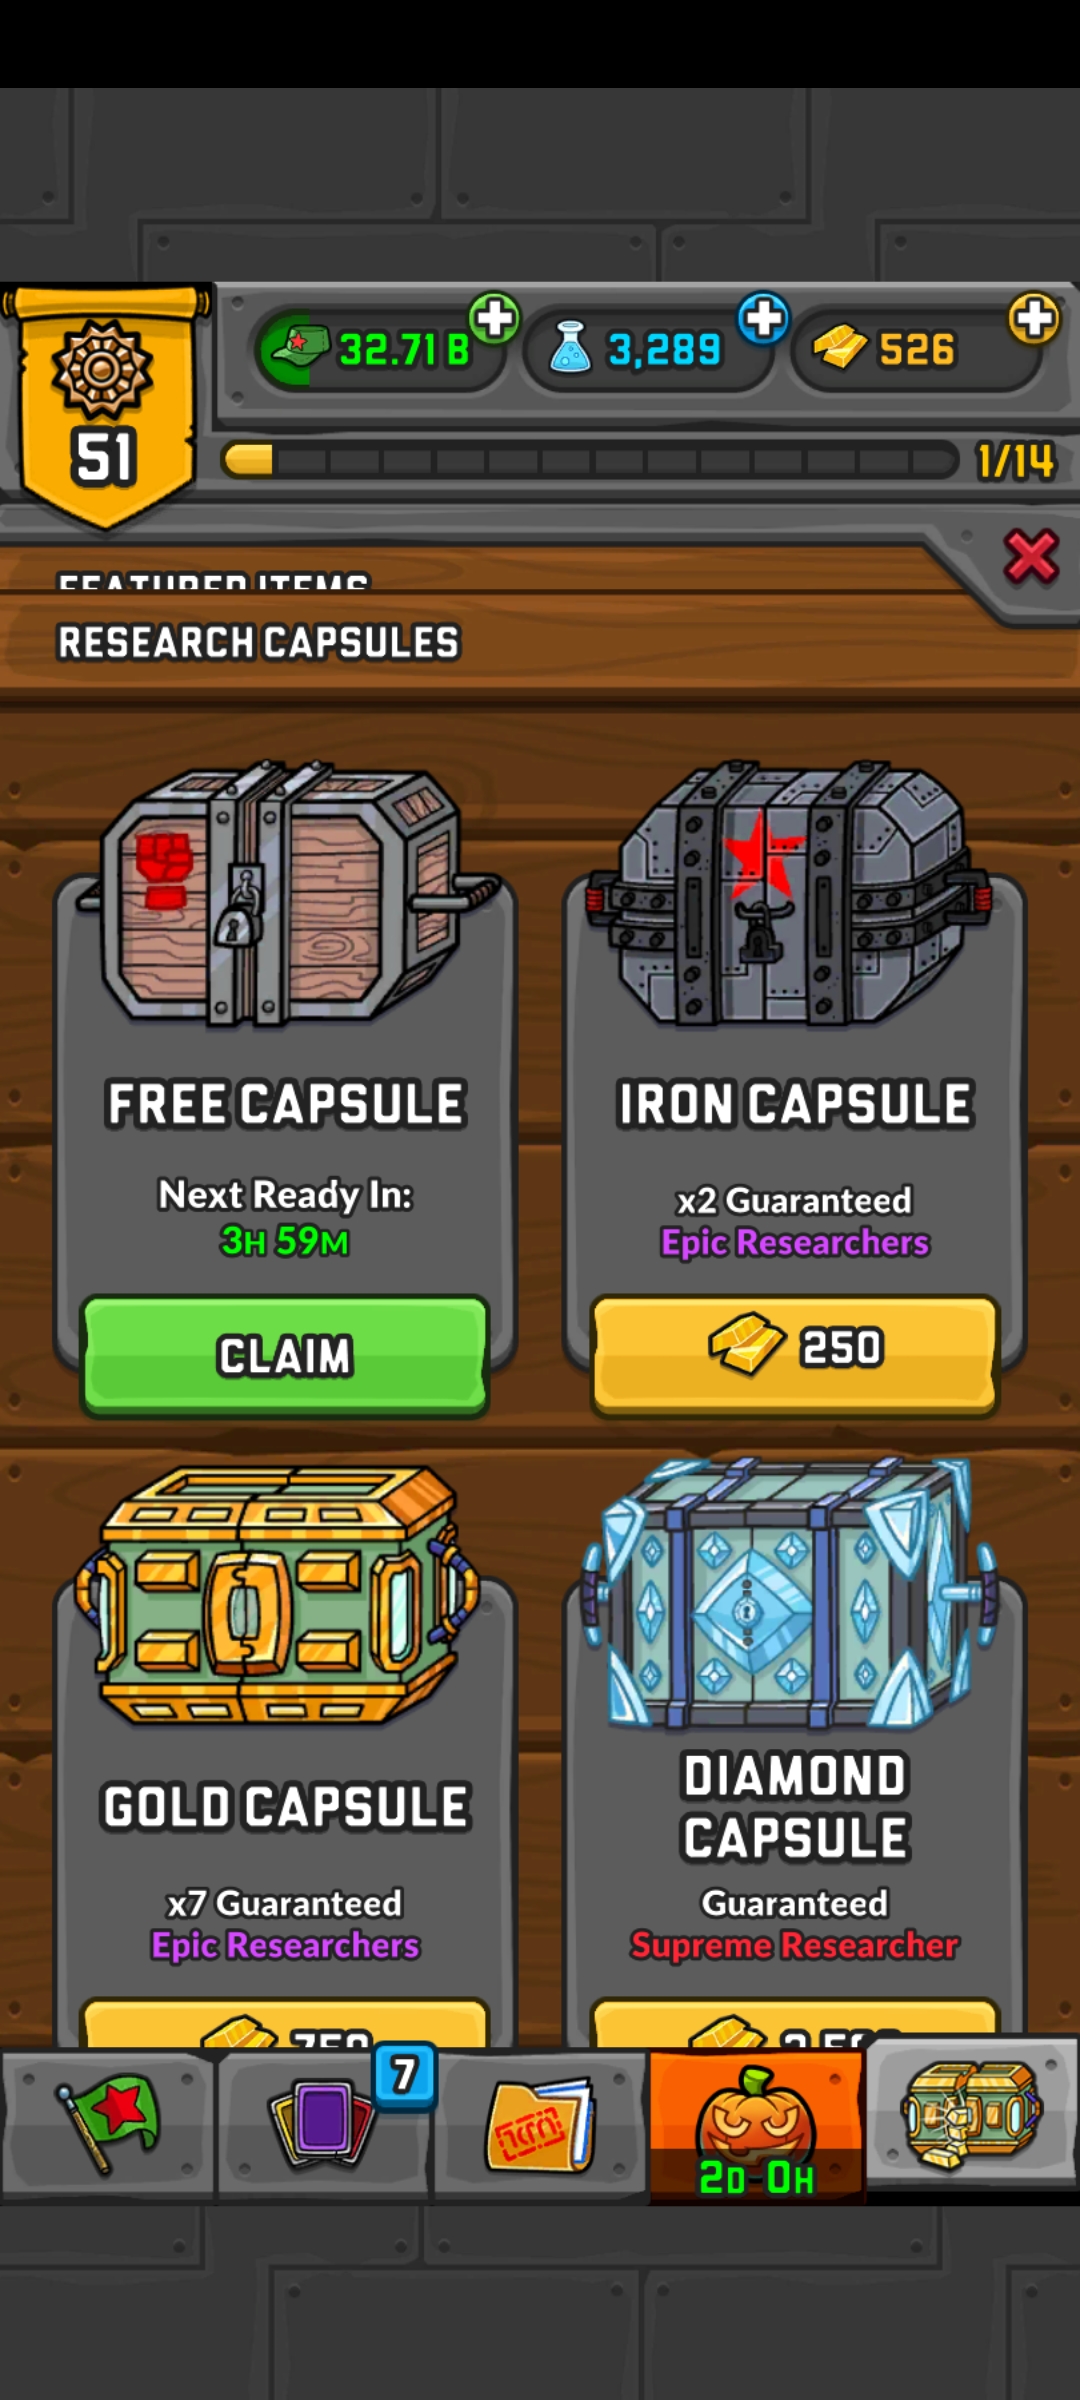 32.71 B
3,289
526
51
1/14
FEATURED ITEMS
RESEARCH CAPSULES
FREE CAPSULE
IRON CAPSULE
Next Ready In:
3H 59M
x2 Guaranteed
Epic Researchers
CLAIM
250
GOLD CAPSULE
DIAMOND
CAPSULE
x7 Guaranteed
Epic Researchers
Guaranteed
Supreme Researcher
750
7
2D 0H